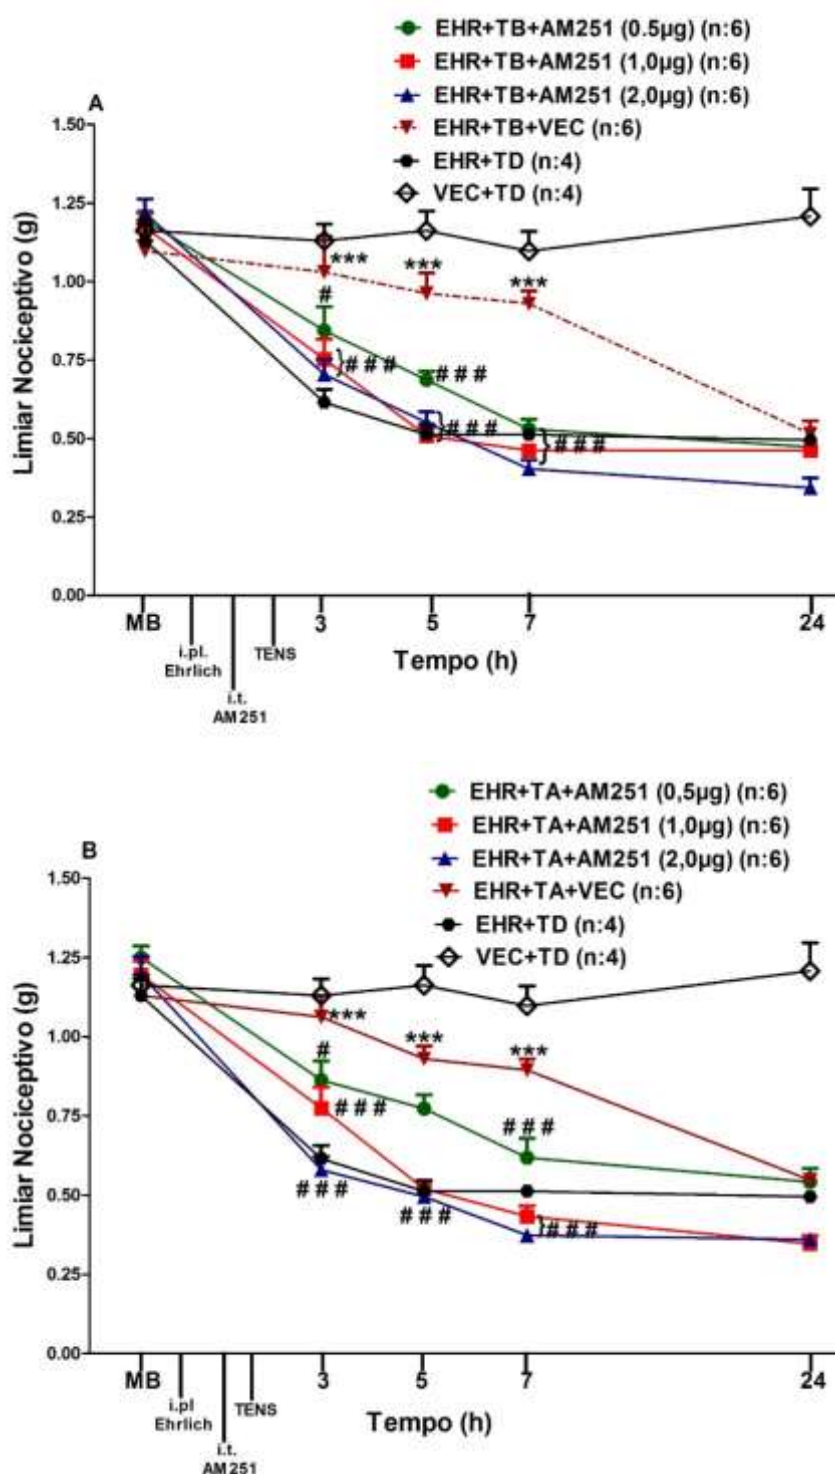 EHR+TB+AM251 (0.5µg) (n:6)
EHR+TB+AM251 (1,0µg) (n:6)
EHR+TB+AM251 (2,0µg) (n:6)
EHR+TB+VEC (n:6)
EHR+TD (n:4)
VEC+TD (n:4)
A
1.50
1.25
1.00
0.75
0.50
0.25
0.00
Limiar Nociceptivo (g)
***
***
***
#
###
###
###
###
MB
3
5
7
24
i.pl.
Ehrlich
i.t.
AM251
TENS
Tempo (h)
EHR+TA+AM251 (0,5µg) (n:6)
EHR+TA+AM251 (1,0µg) (n:6)
EHR+TA+AM251 (2,0µg) (n:6)
EHR+TA+VEC (n:6)
EHR+TD (n:4)
VEC+TD (n:4)
B
1.50
1.25
1.00
0.75
0.50
0.25
0.00
Limiar Nociceptivo (g)
***
***
***
#
###
###
###
###
###
MB
3
5
7
24
i.pl
Ehrlich
i.t.
AM251
TENS
Tempo (h)